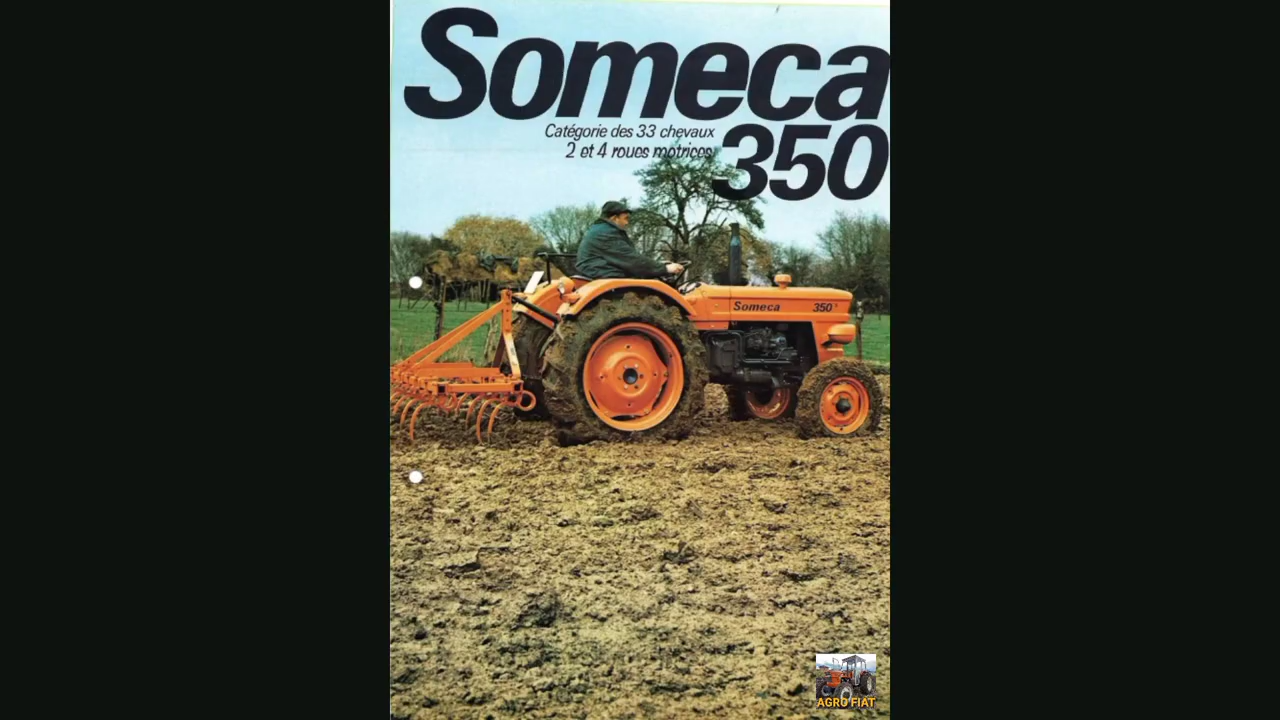 Someca
350
Catégorie des 33 chevaux
2 et 4 roues motrices
Someca 350
AGRO FIAT